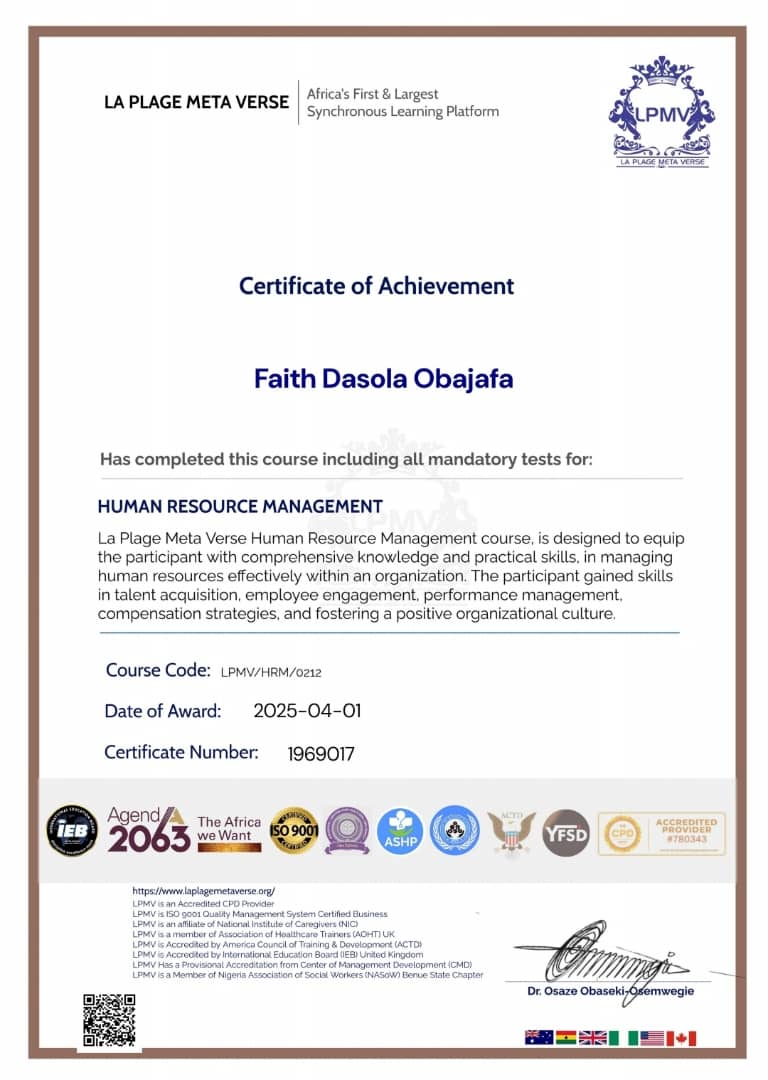 LA PLAGE META VERSE
Africa's First & Largest
Synchronous Learning Platform
LPMV
LA PLAGE META VERSE
Certificate of Achievement
Faith Dasola Obajafa
Has completed this course including all mandatory tests for:
HUMAN RESOURCE MANAGEMENT
La Plage Meta Verse Human Resource Management course, is designed to equip
the participant with comprehensive knowledge and practical skills, in managing
human resources effectively within an organization. The participant gained skills
in talent acquisition, employee engagement, performance management,
compensation strategies, and fostering a positive organizational culture.
LPMV
Course Code: LPMV/HRM/0212
Date of Award: 2025-04-01
Certificate Number: 1969017
IEB
Agenda
2063
The Africa
we Want
CERTIFIED
ISO 9001
CERTIFIED
ASHP
ACTD
YFSD
CPD
ACCREDITED
PROVIDER
#780343
https://www.laplagemetaverse.org/
LPMV is an Accredited CPD Provider
LPMV is ISO 9001 Quality Management System Certified Business
LPMV is an affiliate of National Institute of Caregivers (NIC)
LPMV is a member of Association of Healthcare Trainers (AOHT) UK
LPMV is Accredited by America Council of Training & Development (ACTD)
LPMV is Accredited by International Education Board (IEB) United Kingdom
LPMV Has a Provisional Accreditation from Center of Management Development (CMD)
LPMV is a Member of Nigeria Association of Social Workers (NASoW) Benue State Chapter
Dr. Osaze Obaseki-Osemwegie